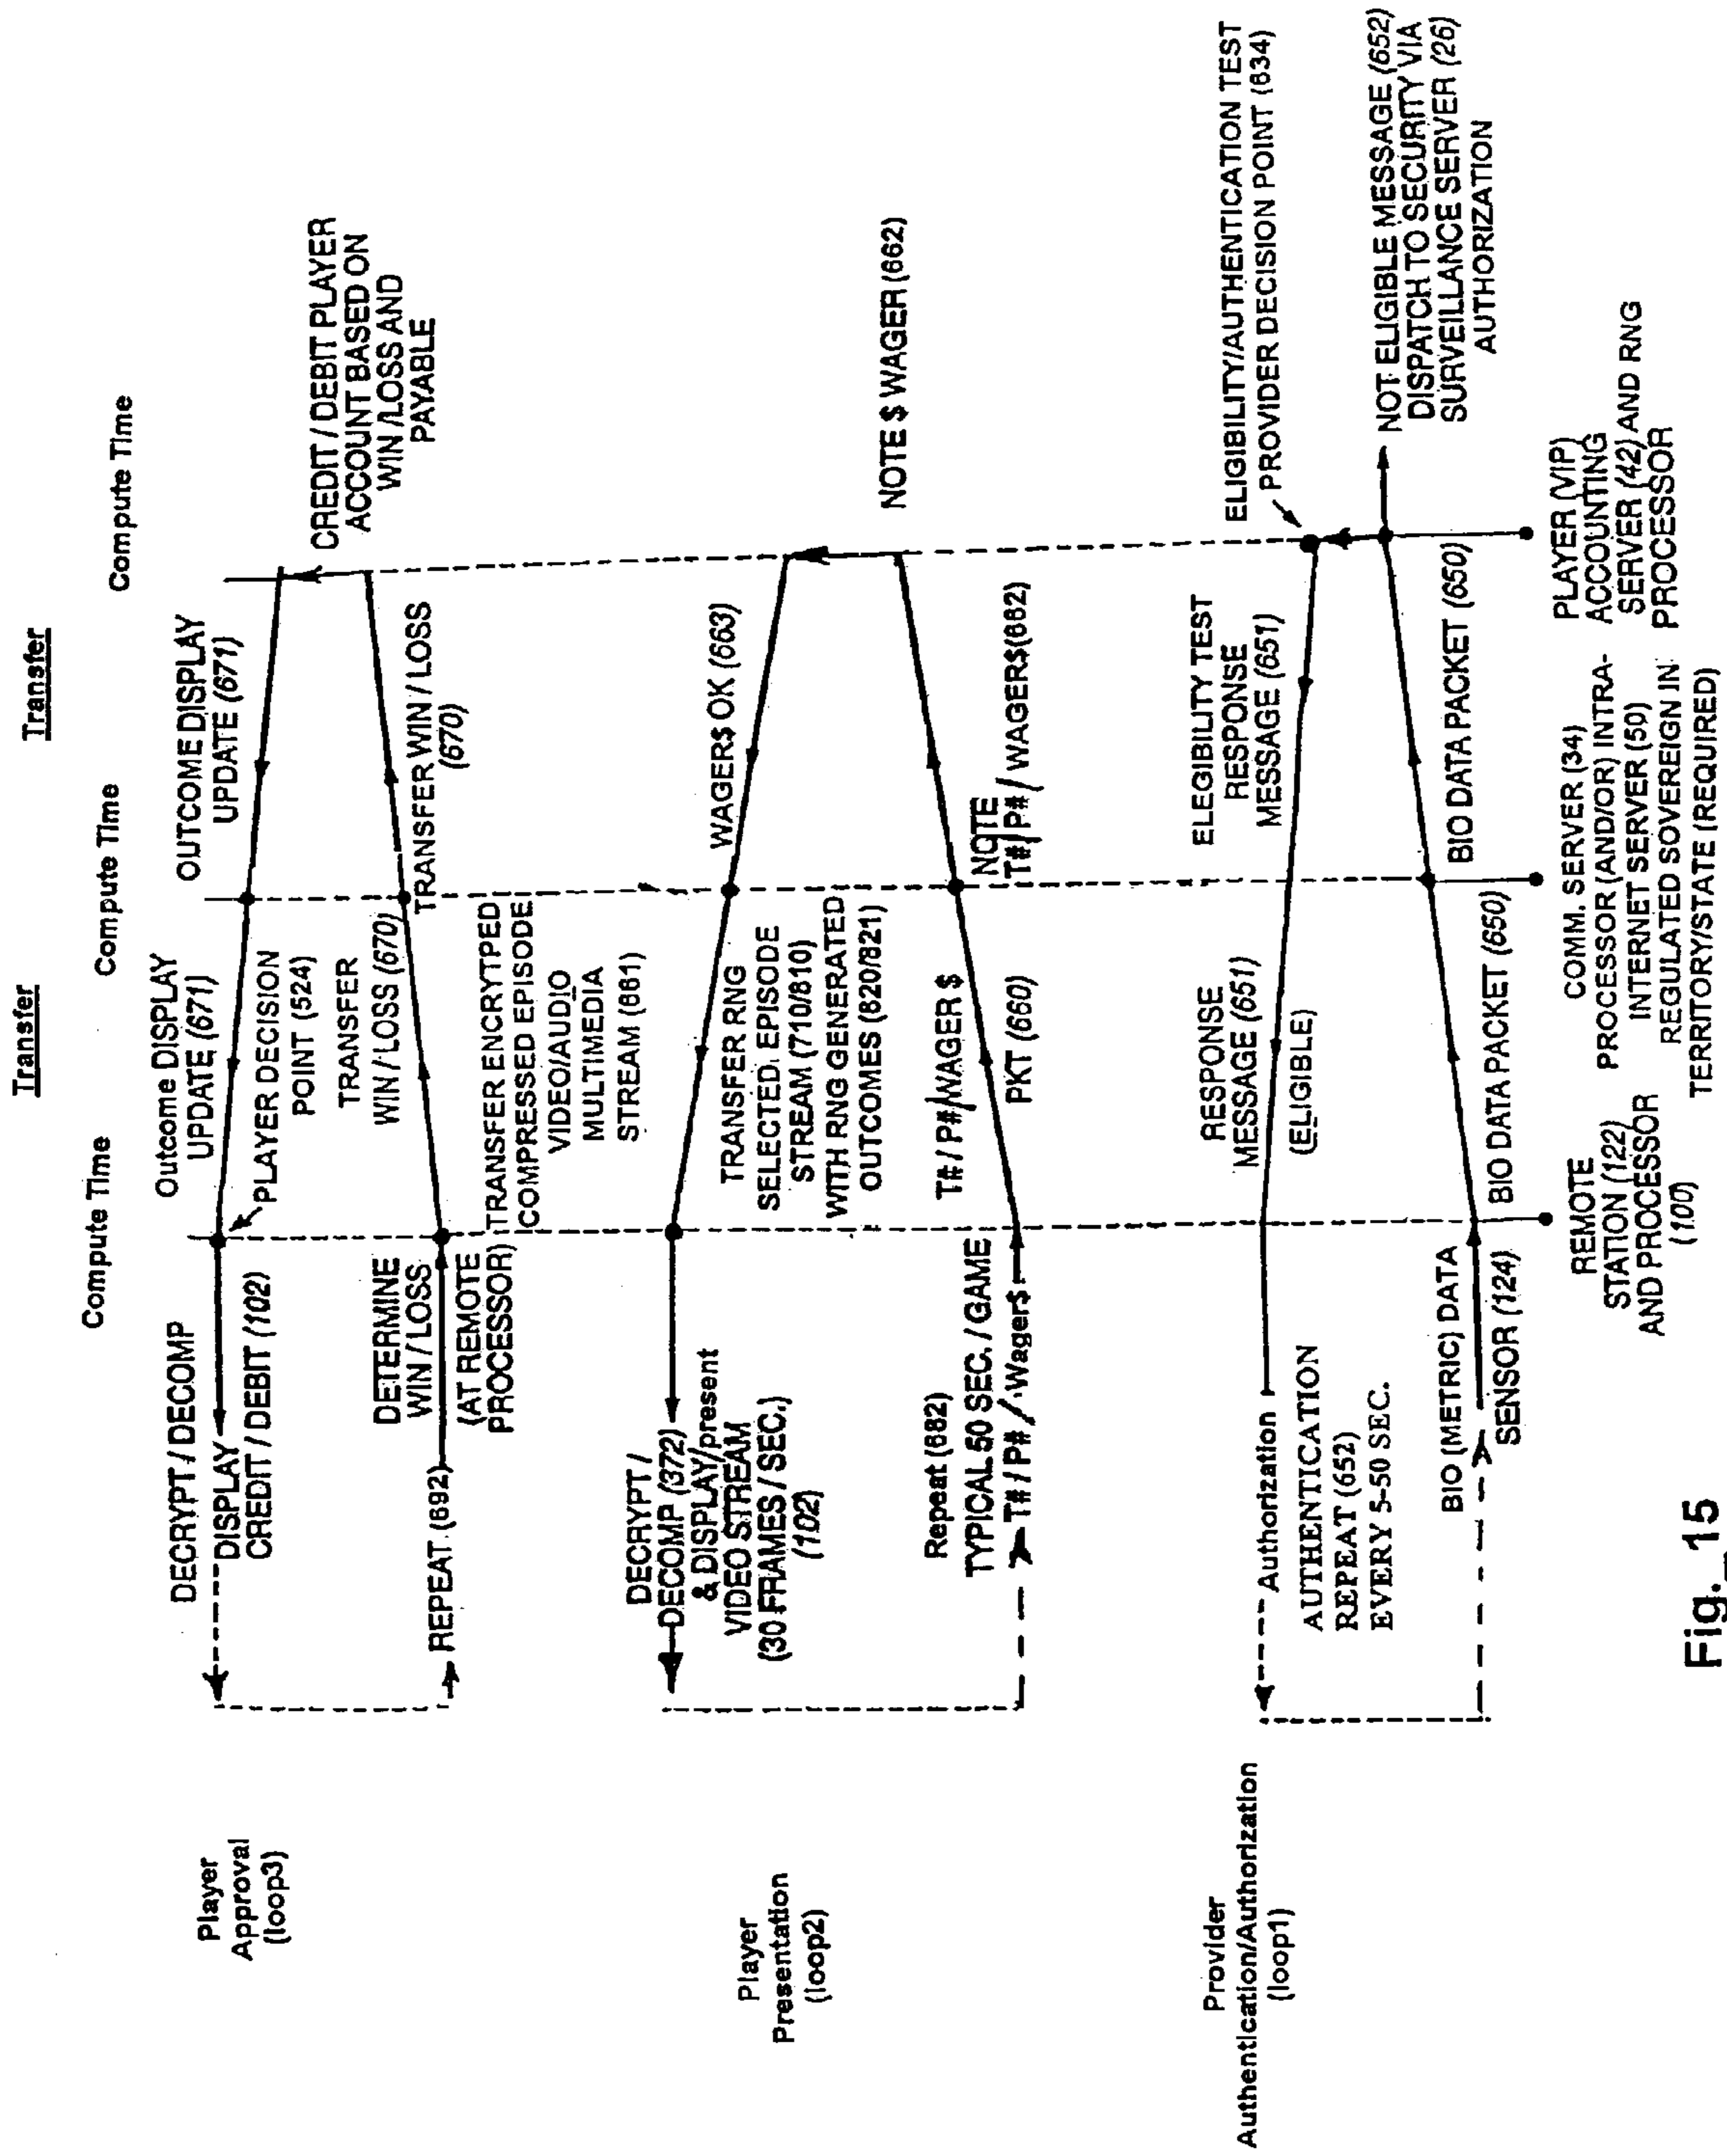 Transfer
Transfer
Compute Time
Compute Time
Compute Time
Player
Approval
(loop3)
DECRYPT / DECOMP
DISPLAY
CREDIT / DEBIT (102)
REPEAT. (692)
DETERMINE
WIN / LOSS
(AT REMOTE
PROCESSOR)
Outcome DISPLAY
UPDATE (671)
PLAYER DECISION
POINT (524)
TRANSFER
WIN / LOSS (670)
OUTCOME DISPLAY
UPDATE (671)
TRANSFER WIN / LOSS
(670)
CREDIT / DEBIT PLAYER
ACCOUNT BASED ON
WIN / LOSS AND
PAYABLE
TRANSFER ENCRYTPED
COMPRESSED EPISODE
VIDEO/AUDIO
MULTIMEDIA
STREAM (661)
Player
Presentation
(loop2)
DECRYPT /
DECOMP (372)
& DISPLAY/present
VIDEO STREAM
(30 FRAMES / SEC.)
(102)
Repeat (682)
TYPICAL 50 SEC. / GAME
T# / P# / Wager$
TRANSFER RNG
SELECTED EPISODE
STREAM (710/810)
WITH RNG GENERATED
OUTCOMES (820/821)
T# / P#/WAGER $
PKT (660)
WAGER$ OK (663)
NOTE
T#/P# / WAGER$(662)
NOTE $ WAGER (662)
Provider
Authentication/Authorization
(loop1)
Authorization
AUTHENTICATION
REPEAT (652)
EVERY 5-50 SEC.
BIO (METRIC) DATA
SENSOR (124)
RESPONSE
MESSAGE (651)
(ELIGIBLE)
BIO DATA PACKET (650)
ELEGIBILITY TEST
RESPONSE
MESSAGE (651)
BIO DATA PACKET (650)
ELIGIBILITY/AUTHENTICATION TEST
PROVIDER DECISION POINT (634)
NOT ELIGIBLE MESSAGE (652)
DISPATCH TO SECURITY VIA
SURVEILLANCE SERVER (26)
AUTHORIZATION
REMOTE
STATION (122)
AND PROCESSOR
(100)
COMM. SERVER (34)
PROCESSOR (AND/OR) INTRA-
INTERNET SERVER (50)
REGULATED SOVEREIGN IN
TERRITORY/STATE (REQUIRED)
PLAYER (VIP)
ACCOUNTING
SERVER (42) AND RNG
PROCESSOR
Fig._15